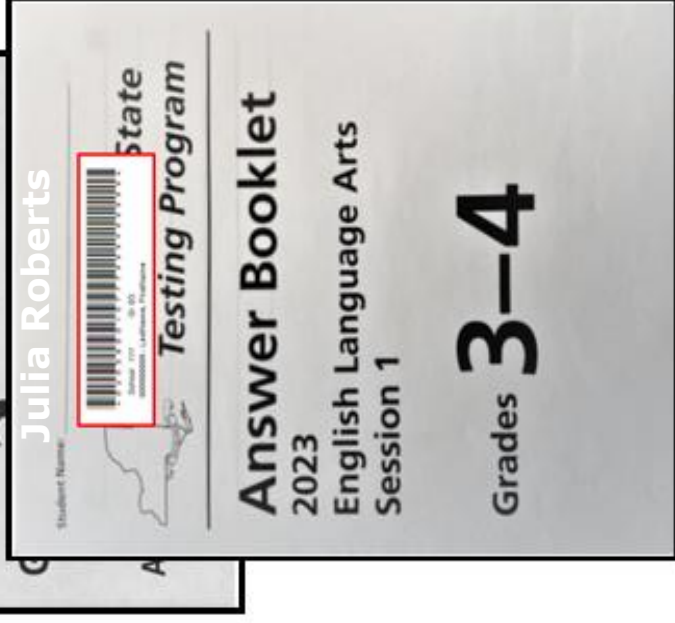 Julia Roberts
Student Name:
State
Testing Program
Answer Booklet
2023
English Language Arts
Session 1
Grades 3–4